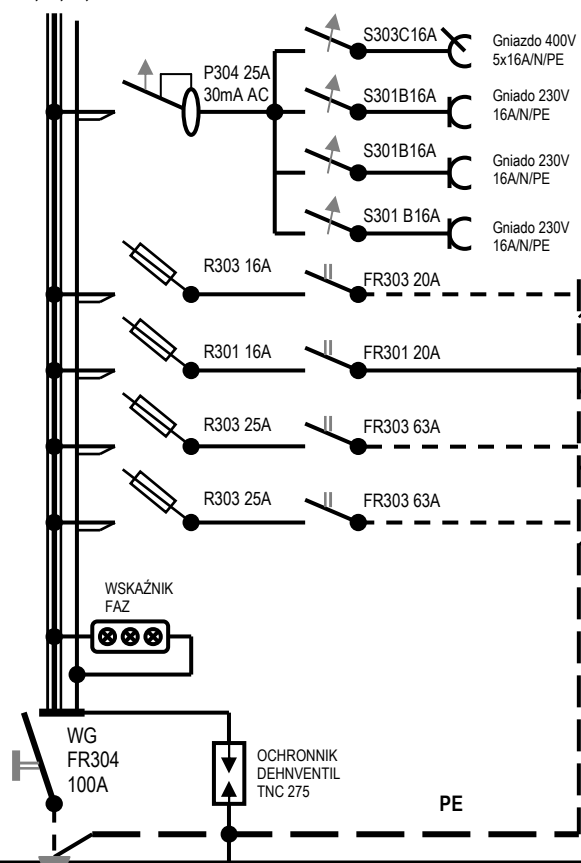 S303C16A
Gniazdo 400V
5x16A/N/PE
P304 25A
30mA AC
S301B16A
Gniado 230V
16A/N/PE
S301B16A
Gniado 230V
16A/N/PE
S301 B16A
Gniado 230V
16A/N/PE
R303 16A
FR303 20A
R301 16A
FR301 20A
R303 25A
FR303 63A
R303 25A
FR303 63A
WSKAŹNIK
FAZ
WG
FR304
100A
OCHRONNIK
DEHNVENTIL
TNC 275
PE